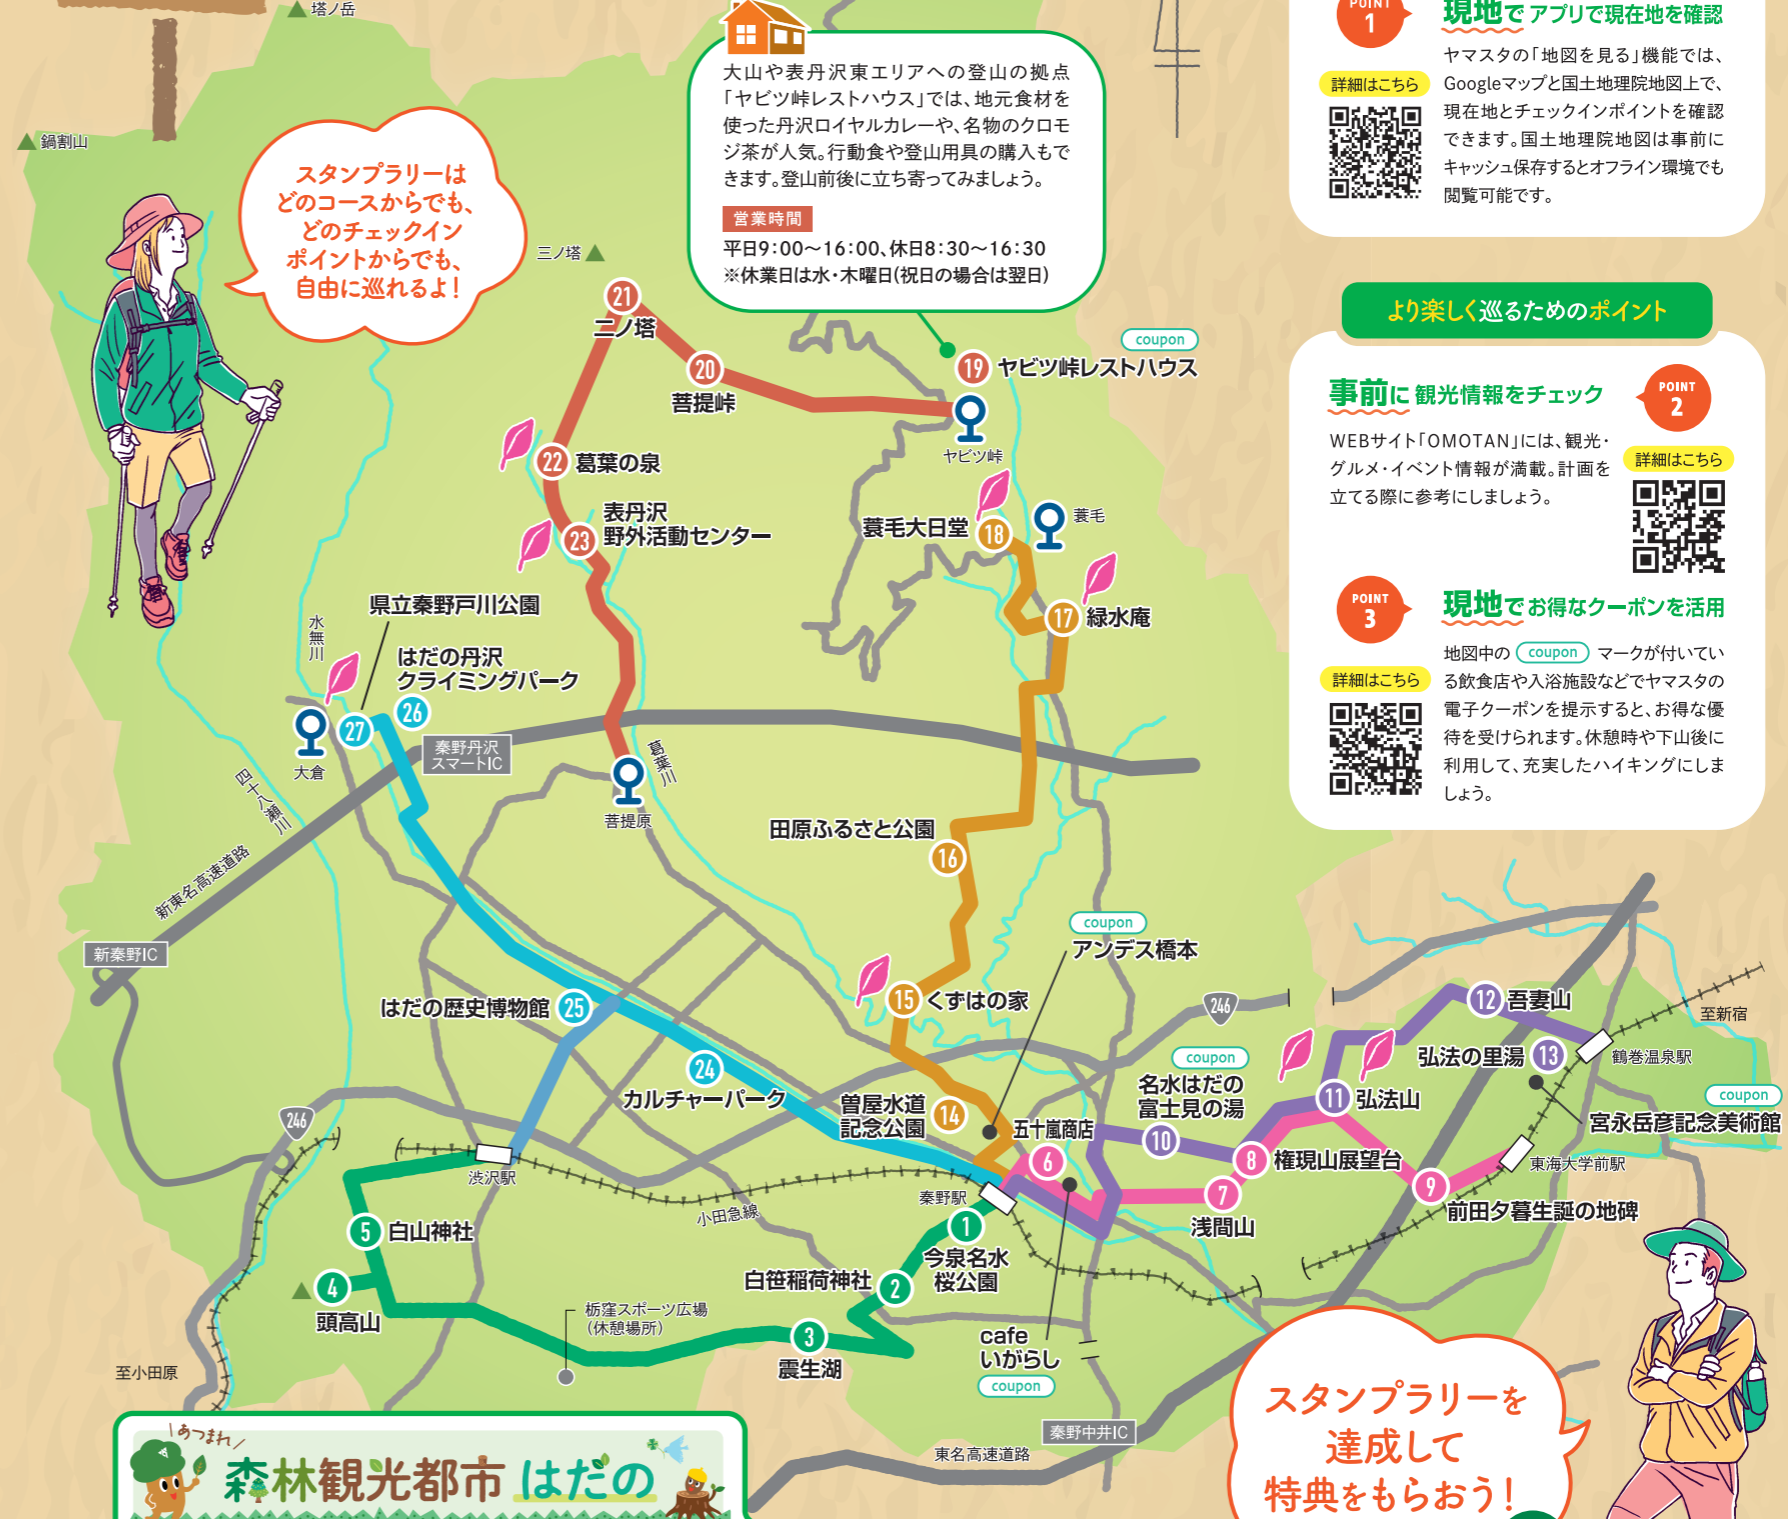 塔ノ岳
鍋割山
スタンプラリーは
どのコースからでも、
どのチェックイン
ポイントからでも、
自由に巡れるよ！
大山や表丹沢東エリアへの登山の拠点
「ヤビツ峠レストハウス」では、地元食材を
使った丹沢ロイヤルカレーや、名物のクロモ
ジ茶が人気。行動食や登山用具の購入もで
きます。登山前後に立ち寄ってみましょう。
営業時間
平日9:00〜16:00、休日8:30〜16:30
※休業日は水・木曜日(祝日の場合は翌日)
POINT
1
現地で アプリで現在地を確認
詳細はこちら
ヤマスタの「地図を見る」機能では、
Googleマップと国土地理院地図上で、
現在地とチェックインポイントを確認
できます。国土地理院地図は事前に
キャッシュ保存するとオフライン環境でも
閲覧可能です。
より楽しく巡るためのポイント
事前に 観光情報をチェック
POINT
2
WEBサイト「OMOTAN」には、観光・
グルメ・イベント情報が満載。計画を
立てる際に参考にしましょう。
詳細はこちら
POINT
3
現地で お得なクーポンを活用
詳細はこちら
地図中の coupon マークが付いてい
る飲食店や入浴施設などでヤマスタの
電子クーポンを提示すると、お得な優
待を受けられます。休憩時や下山後に
利用して、充実したハイキングにしま
しょう。
三ノ塔
21
二ノ塔
20
菩提峠
coupon
19 ヤビツ峠レストハウス
ヤビツ峠
22 葛葉の泉
23 表丹沢
野外活動センター
蓑毛大日堂 18
蓑毛
17 緑水庵
県立秦野戸川公園
水無川
はだの丹沢
クライミングパーク
26
27
大倉
秦野丹沢
スマートIC
葛葉川
菩提原
四十八瀬川
新東名高速道路
新秦野IC
田原ふるさと公園
16
coupon
アンデス橋本
15 くずはの家
はだの歴史博物館 25
24
カルチャーパーク
246
246
12 吾妻山
至新宿
弘法の里湯 13
鶴巻温泉駅
coupon
名水はだの
富士見の湯
10
11 弘法山
coupon
宮永岳彦記念美術館
曽屋水道
記念公園
14
五十嵐商店
6
8 権現山展望台
東海大学前駅
9
前田夕暮生誕の地碑
7
浅間山
渋沢駅
小田急線
秦野駅
1
今泉名水
桜公園
5 白山神社
4
頭高山
白笹稲荷神社 2
3
震生湖
栃窪スポーツ広場
（休憩場所）
cafe
いがらし
coupon
至小田原
秦野中井IC
東名高速道路
あつまれ
森林観光都市 はだの
スタンプラリーを
達成して
特典をもらおう！